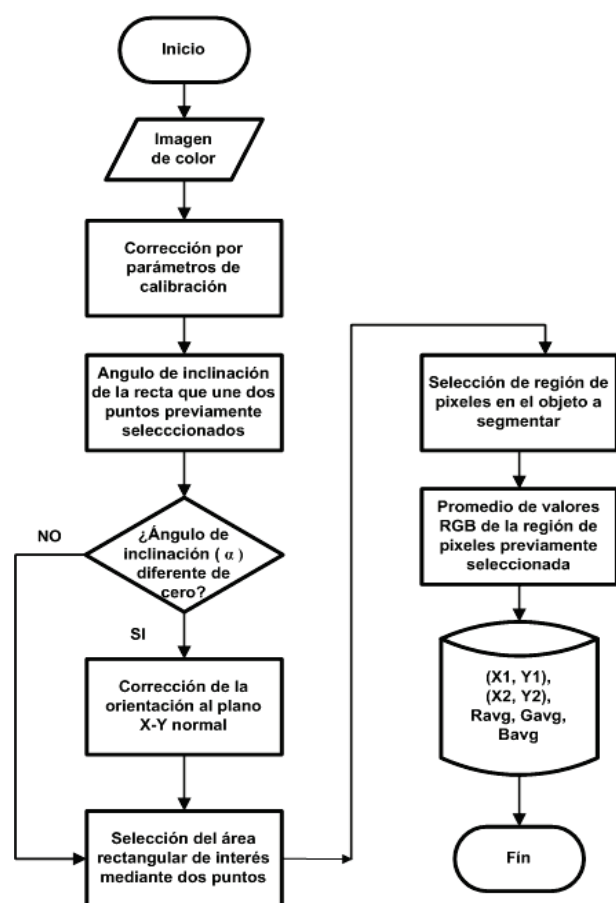 Inicio
Imagen
de color
Corrección por
parámetros de
calibración
Angulo de inclinación
de la recta que une dos
puntos previamente
selecccionados
NO
¿Ángulo de
inclinación ( α )
diferente de
cero?
SI
Corrección de la
orientación al plano
X-Y normal
Selección del área
rectangular de interés
mediante dos puntos
Selección de región de
pixeles en el objeto a
segmentar
Promedio de valores
RGB de la región de
pixeles previamente
seleccionada
(X1, Y1),
(X2, Y2),
Ravg, Gavg,
Bavg
Fín